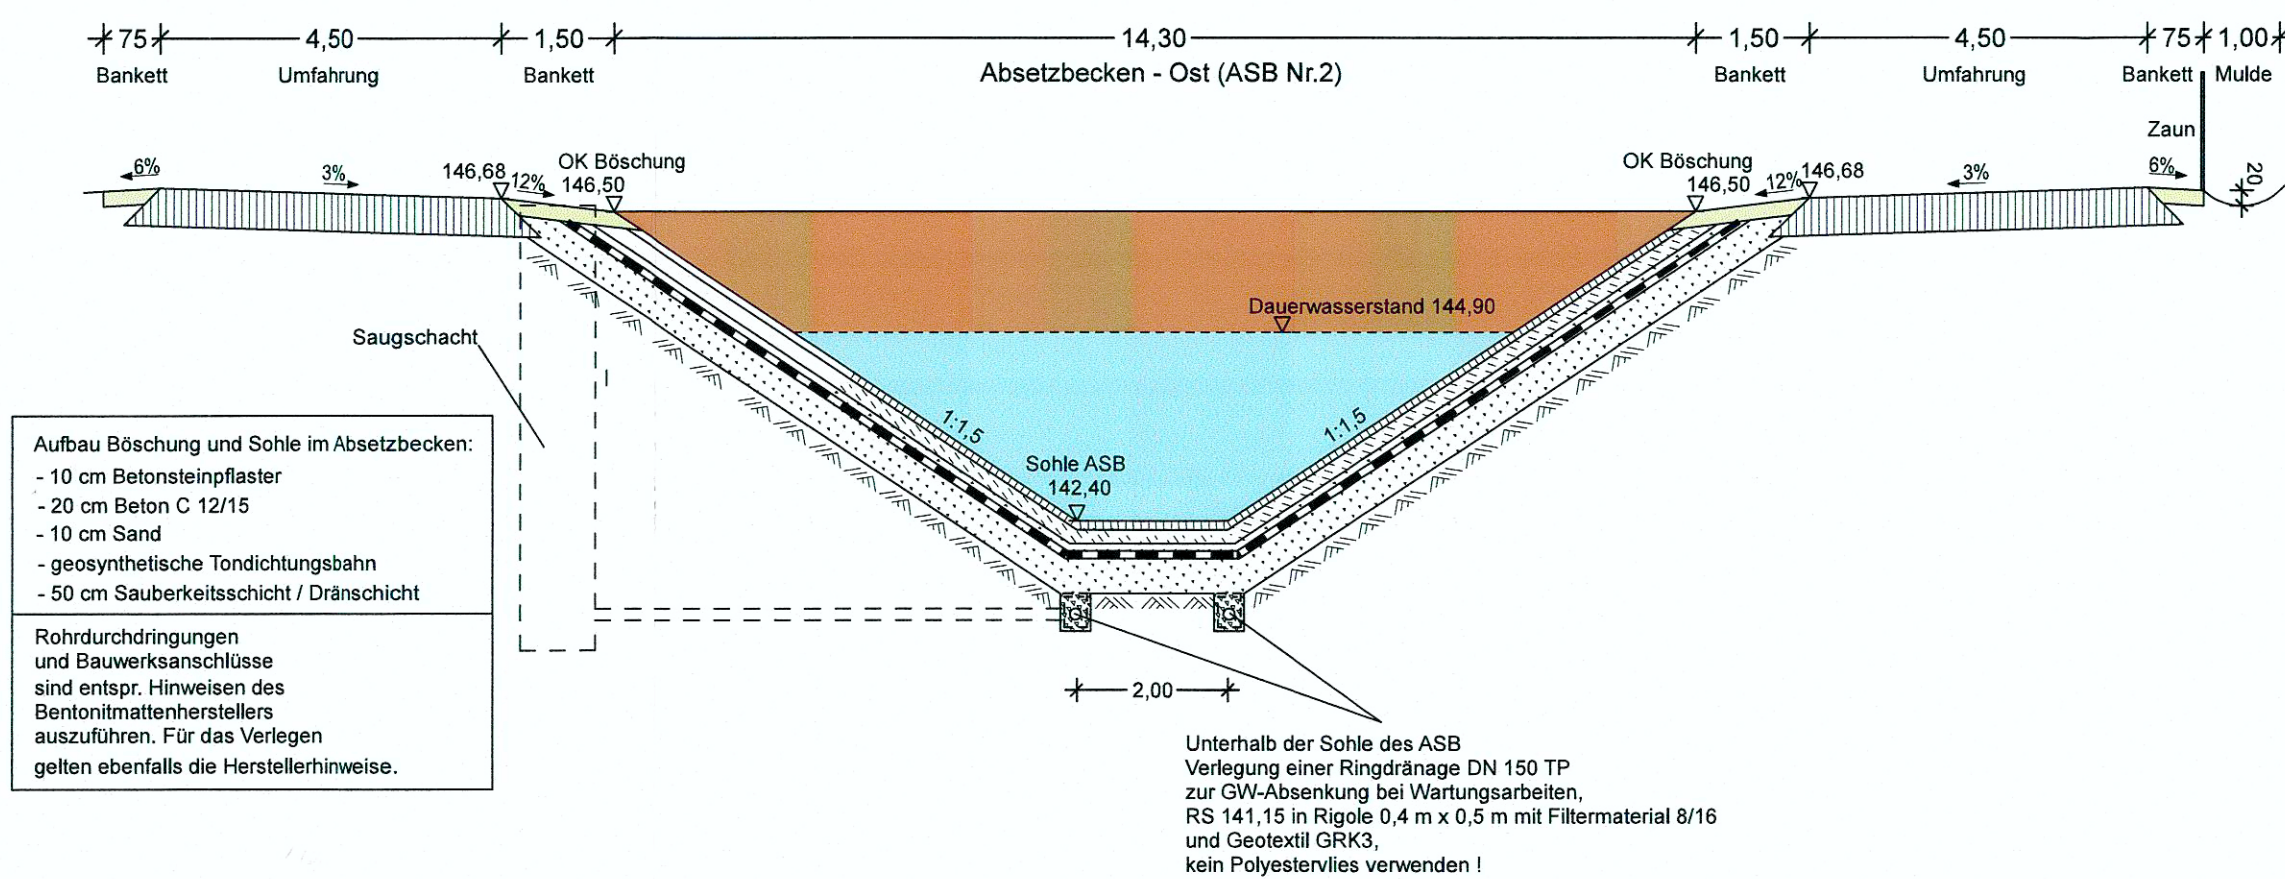 75 4,50 1,50 14,30 1,50 4,50 75 1,00
Bankett Umfahrung Bankett Absetzbecken - Ost (ASB Nr.2) Bankett Umfahrung Bankett Mulde
Zaun
OK Böschung OK Böschung
6% 3% 146,68 12% 146,50 146,50 12% 146,68 3% 6% 20
Dauerwasserstand 144,90
Saugschacht
1:1,5 1:1,5
Sohle ASB
142,40
Aufbau Böschung und Sohle im Absetzbecken:
- 10 cm Betonsteinpflaster
- 20 cm Beton C 12/15
- 10 cm Sand
- geosynthetische Tondichtungsbahn
- 50 cm Sauberkeitsschicht / Dränschicht
Rohrdurchdringungen
und Bauwerksanschlüsse
sind entspr. Hinweisen des
Bentonitmattenherstellers
auszuführen. Für das Verlegen
gelten ebenfalls die Herstellerhinweise.
2,00
Unterhalb der Sohle des ASB
Verlegung einer Ringdränage DN 150 TP
zur GW-Absenkung bei Wartungsarbeiten,
RS 141,15 in Rigole 0,4 m x 0,5 m mit Filtermaterial 8/16
und Geotextil GRK3,
kein Polyestervlies verwenden !